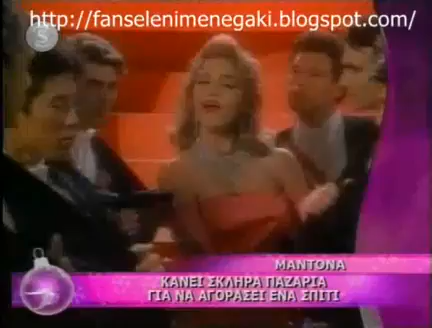 http://fanselenimenegaki.blogspot.com/
S
ΜΑΝΤΟΝΑ
ΚΑΝΕΙ ΣΚΛΗΡΑ ΠΑΖΑΡΙΑ
ΓΙΑ ΝΑ ΑΓΟΡΑΣΕΙ ΕΝΑ ΣΠΙΤΙ